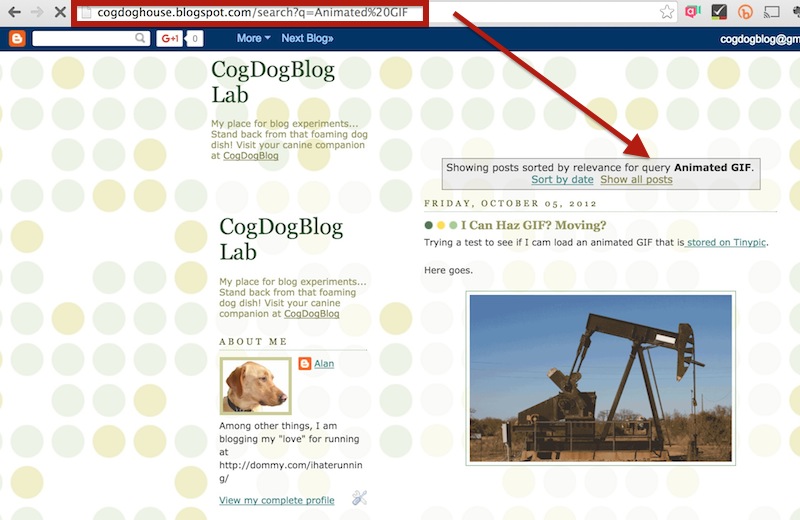 cogdoghouse.blogspot.com/search?q=Animated%20GIF
G+1 0
More Next Blog»
cogdogblog@gm
CogDogBlog
Lab
My place for blog experiments...
Stand back from that foaming dog
dish! Visit your canine companion
at CogDogBlog
Showing posts sorted by relevance for query Animated GIF.
Sort by date Show all posts
FRIDAY, OCTOBER 05, 2012
I Can Haz GIF? Moving?
Trying a test to see if I cam load an animated GIF that is stored on Tinypic.
Here goes.
CogDogBlog
Lab
My place for blog experiments...
Stand back from that foaming
dog dish! Visit your canine
companion at CogDogBlog
ABOUT ME
Alan
Among other things, I am
blogging my "love" for running
at
http://dommy.com/ihaterunnin
g/
View my complete profile